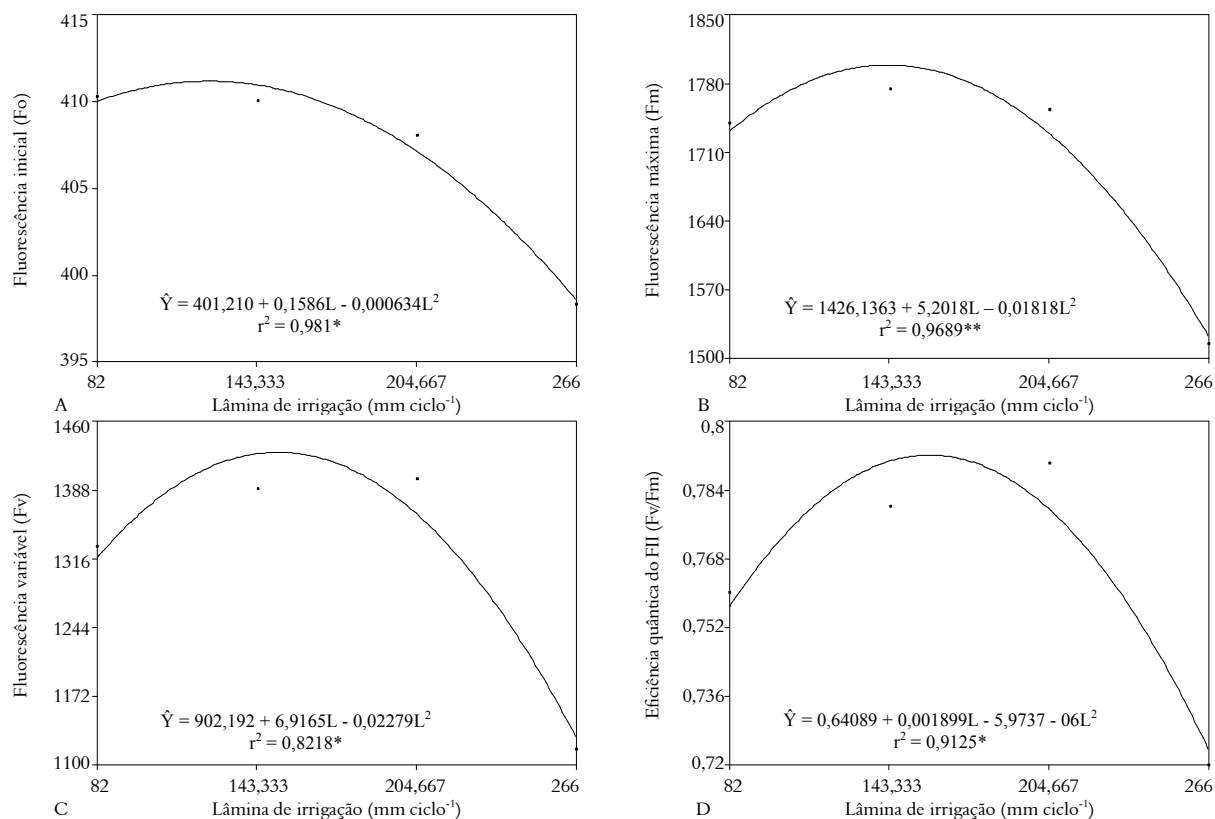 415
410
405
400
395
Fluorescência inicial (Fo)
Ŷ = 401,210 + 0,1586L - 0,000634L²
r² = 0,981*
82
143,333
204,667
266
A
Lâmina de irrigação (mm ciclo⁻¹)
1850
1780
1710
1640
1570
1500
Fluorescência máxima (Fm)
Ŷ = 1426,1363 + 5,2018L – 0,01818L²
r² = 0,9689**
82
143,333
204,667
266
B
Lâmina de irrigação (mm ciclo⁻¹)
1460
1388
1316
1244
1172
1100
Fluorescência variável (Fv)
Ŷ = 902,192 + 6,9165L - 0,02279L²
r² = 0,8218*
82
143,333
204,667
266
C
Lâmina de irrigação (mm ciclo⁻¹)
0,8
0,784
0,768
0,752
0,736
0,72
Eficiência quântica do FII (Fv/Fm)
Ŷ = 0,64089 + 0,001899L - 5,9737 - 06L²
r² = 0,9125*
82
143,333
204,667
266
D
Lâmina de irrigação (mm ciclo⁻¹)